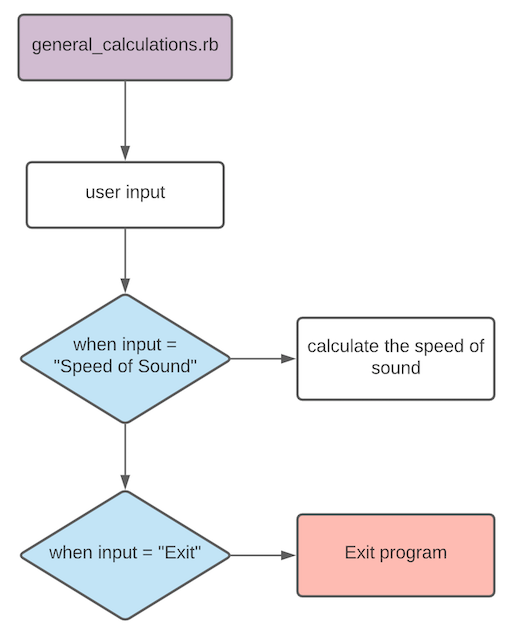 general_calculations.rb
user input
when input =
"Speed of Sound"
calculate the speed of
sound
when input = "Exit"
Exit program